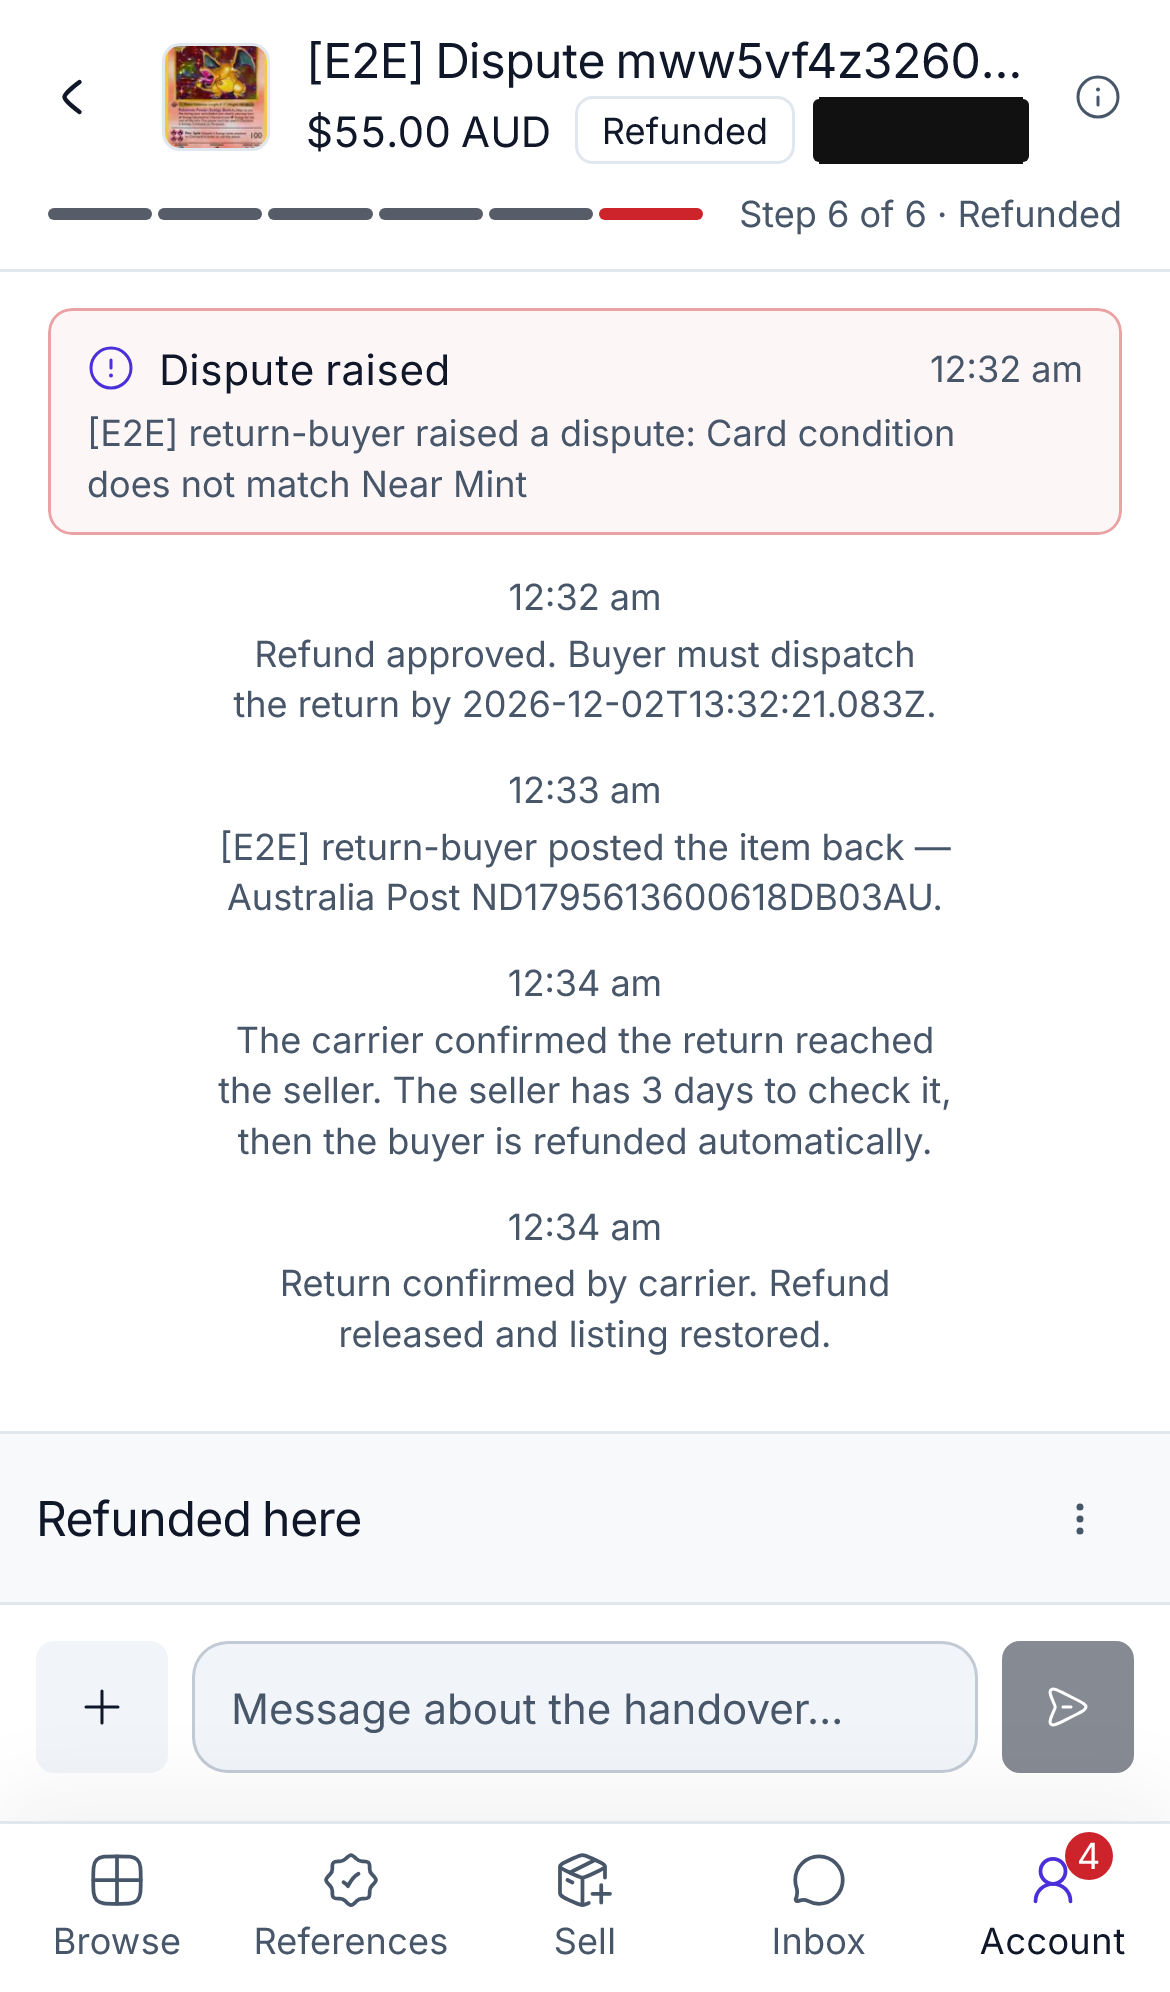 [E2E] Dispute mww5vf4z3260...
$55.00 AUD
Refunded
Step 6 of 6 · Refunded
Dispute raised
12:32 am
[E2E] return-buyer raised a dispute: Card condition
does not match Near Mint
12:32 am
Refund approved. Buyer must dispatch
the return by 2026-12-02T13:32:21.083Z.
12:33 am
[E2E] return-buyer posted the item back —
Australia Post ND1795613600618DB03AU.
12:34 am
The carrier confirmed the return reached
the seller. The seller has 3 days to check it,
then the buyer is refunded automatically.
12:34 am
Return confirmed by carrier. Refund
released and listing restored.
Refunded here
Message about the handover...
4
Browse
References
Sell
Inbox
Account